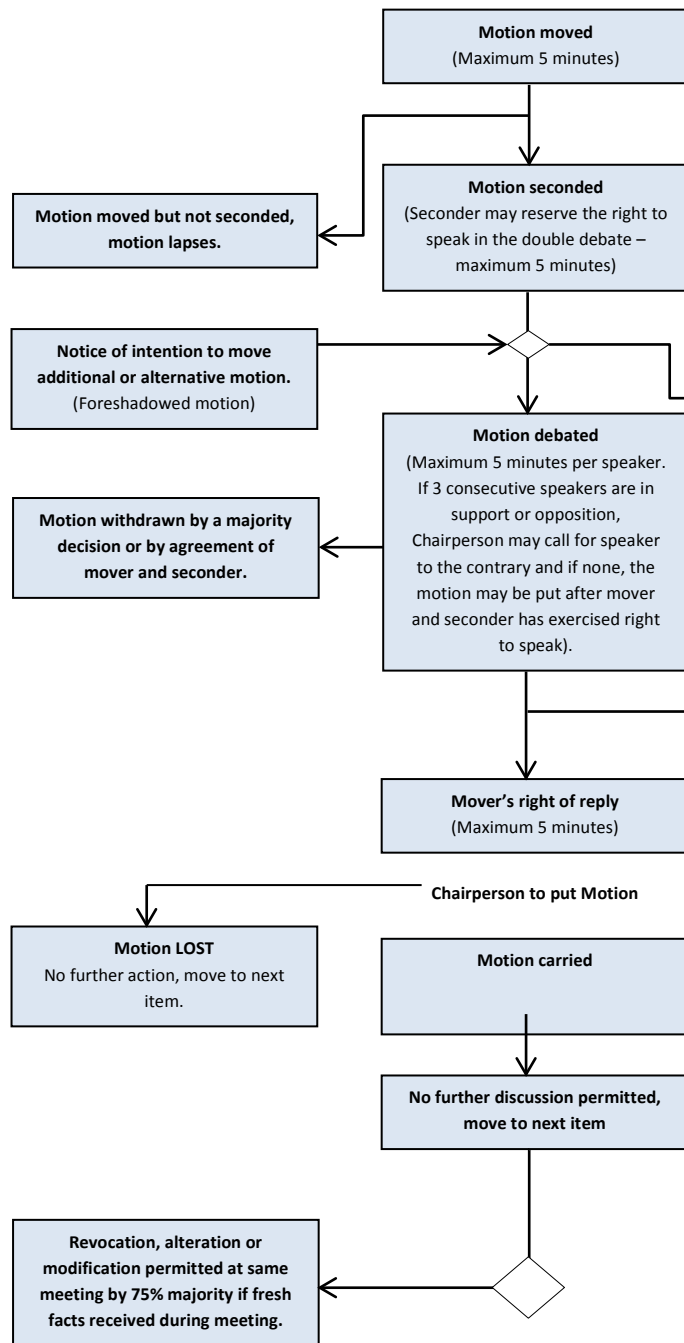 Motion moved
(Maximum 5 minutes)
Motion seconded
(Seconder may reserve the right to
speak in the double debate –
maximum 5 minutes)
Motion moved but not seconded,
motion lapses.
Notice of intention to move
additional or alternative motion.
(Foreshadowed motion)
Motion debated
(Maximum 5 minutes per speaker.
If 3 consecutive speakers are in
support or opposition,
Chairperson may call for speaker
to the contrary and if none, the
motion may be put after mover
and seconder has exercised right
to speak).
Motion withdrawn by a majority
decision or by agreement of
mover and seconder.
Mover’s right of reply
(Maximum 5 minutes)
Chairperson to put Motion
Motion LOST
No further action, move to next
item.
Motion carried
No further discussion permitted,
move to next item
Revocation, alteration or
modification permitted at same
meeting by 75% majority if fresh
facts received during meeting.